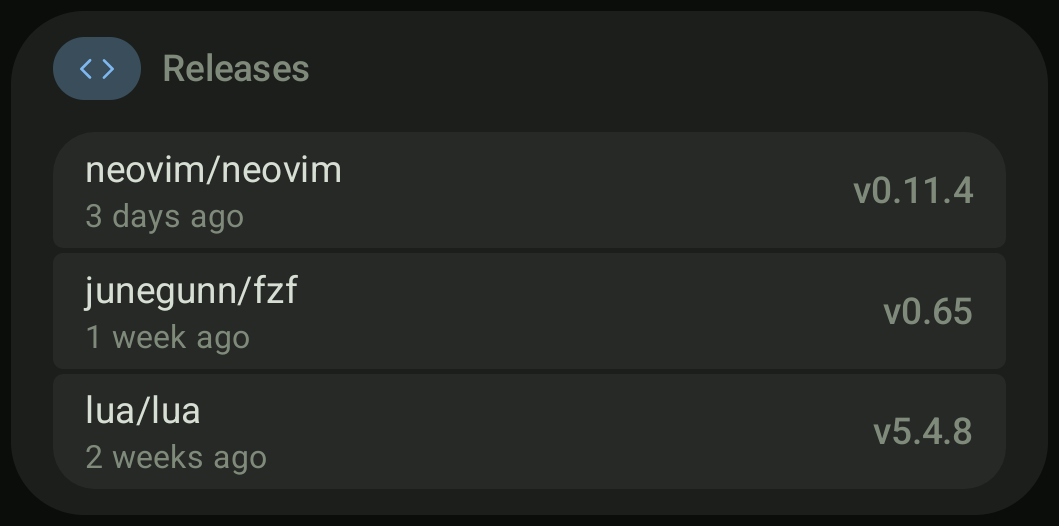 Releases
neovim/neovim
3 days ago
v0.11.4
junegunn/fzf
1 week ago
v0.65
lua/lua
2 weeks ago
v5.4.8